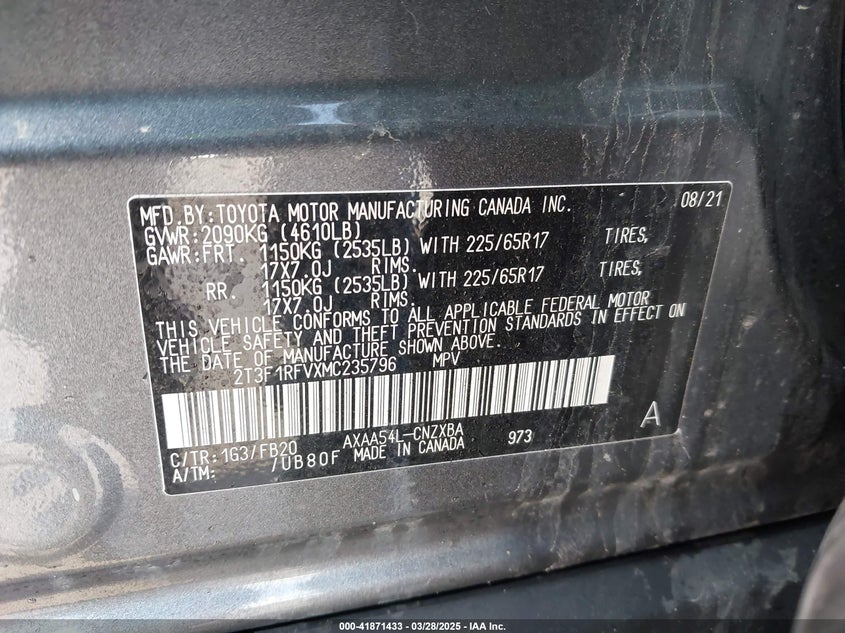 MFD.BY:TOYOTA MOTOR MANUFACTURING CANADA INC. 08/21
GVWR:2090KG (4610LB)
GAWR:FRT. 1150KG (2535LB) WITH 225/65R17 TIRES,
17X7.0J RIMS.
RR. 1150KG (2535LB) WITH 225/65R17 TIRES,
17X7.0J RIMS.
THIS VEHICLE CONFORMS TO ALL APPLICABLE FEDERAL MOTOR
VEHICLE SAFETY AND THEFT PREVENTION STANDARDS IN EFFECT ON
THE DATE OF MANUFACTURE SHOWN ABOVE.
2T3F1RFVXMC235796 MPV
A
C/TR:1G3/FB20 AXAA54L-CNZXBA
A/TM: /UB80F MADE IN CANADA 973
000-41871433 — 03/28/2025 — IAA Inc.